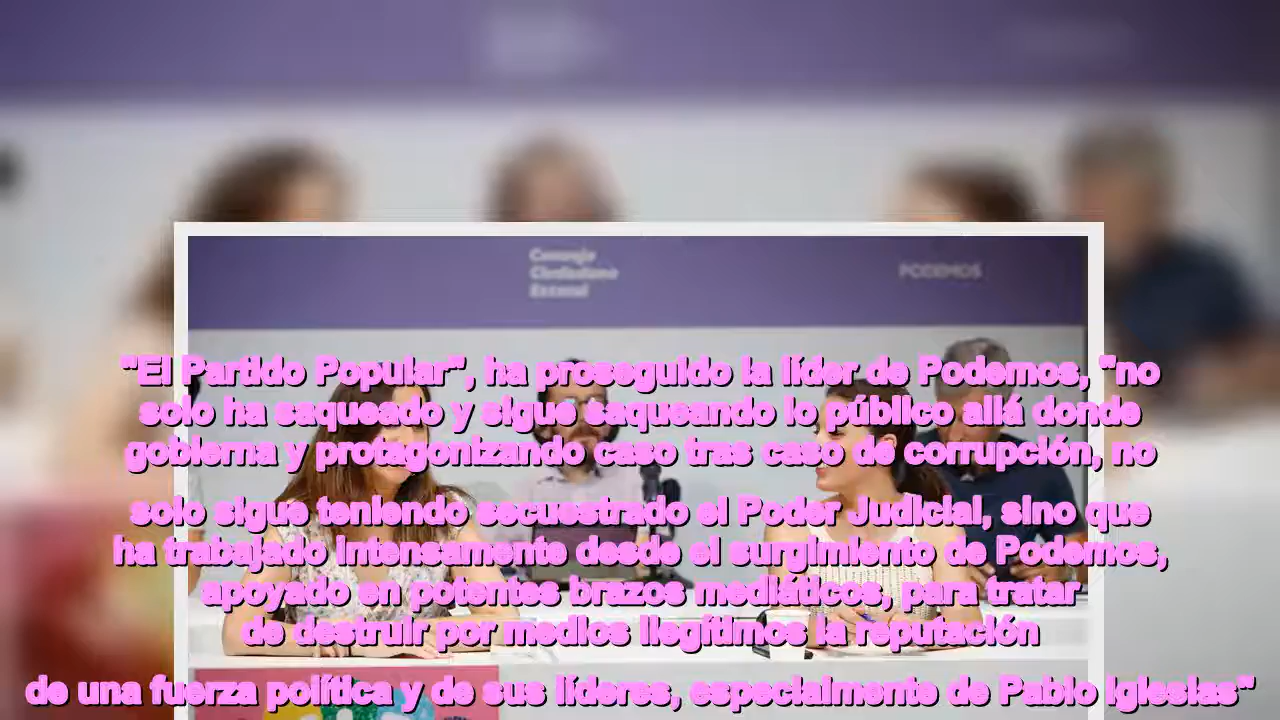 Consejo
Ciudadano
Estatal
PODEMOS
"El Partido Popular", ha proseguido la líder de Podemos, "no
solo ha saqueado y sigue saqueando lo público allá donde
gobierna y protagonizando caso tras caso de corrupción, no
solo sigue teniendo secuestrado el Poder Judicial, sino que
ha trabajado intensamente desde el surgimiento de Podemos,
apoyado en potentes brazos mediáticos, para tratar
de destruir por medios ilegítimos la reputación
de una fuerza política y de sus líderes, especialmente de Pablo Iglesias"